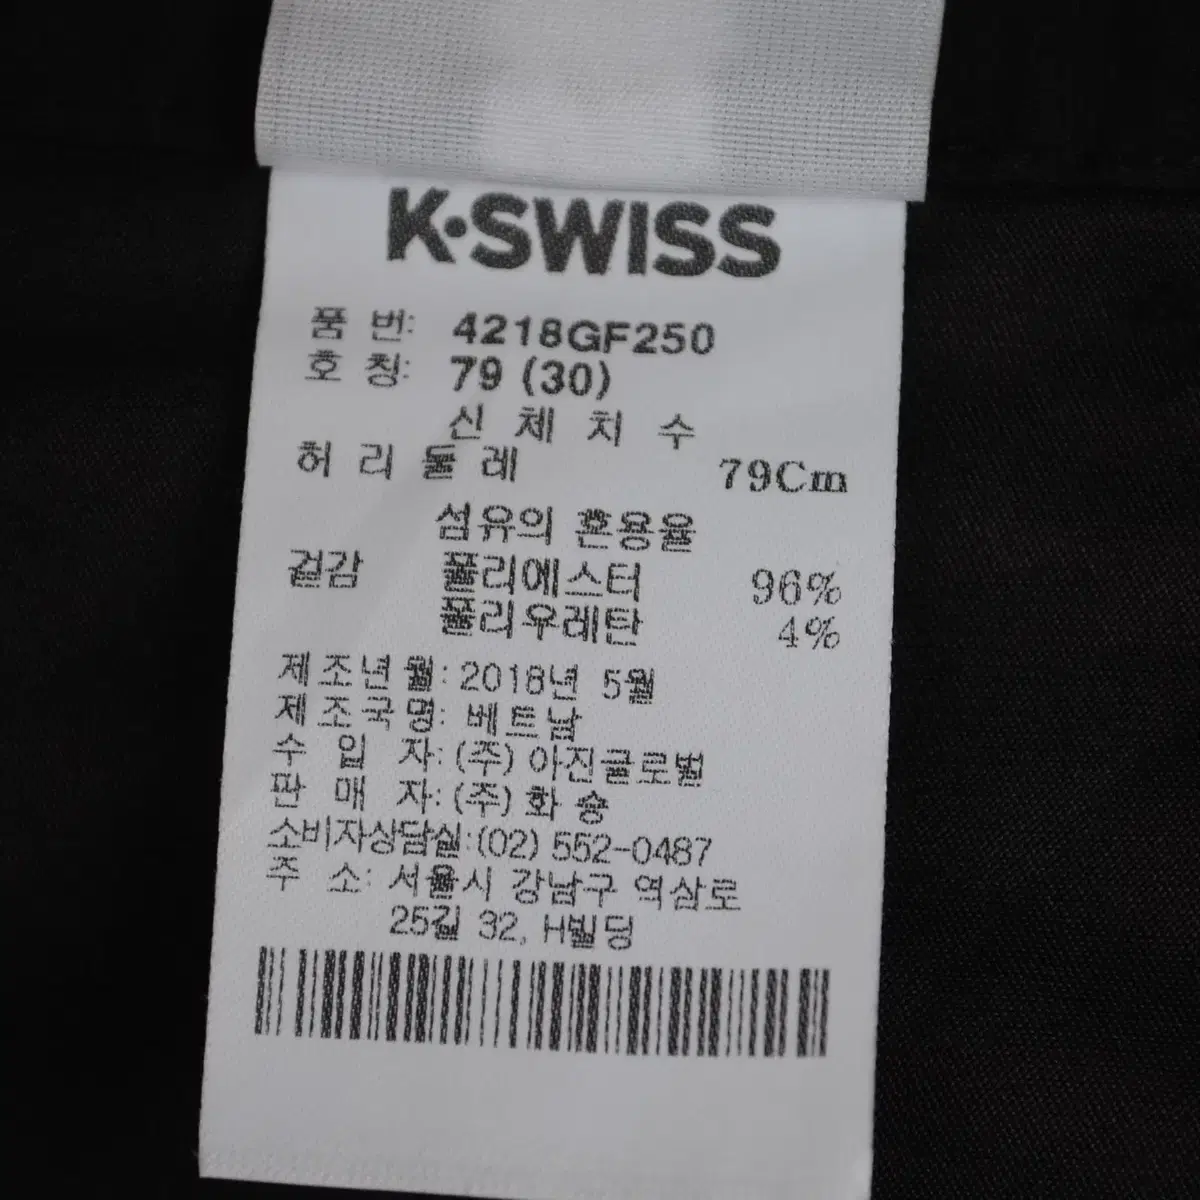 K·SWISS
품 번: 4218GF250
호 칭: 79 (30)
신 체 치 수
허 리 둘 레 79Cm
섬유의 혼용율
겉감 폴리에스터 96%
폴리우레탄 4%
제 조 년 월: 2018년 5월
제 조 국 명: 베트남
수 입 자: (주) 아진글로벌
판 매 자: (주) 화 승
소비자상담실: (02) 552-0487
주 소: 서울시 강남구 역삼로
25길 32, H빌딩